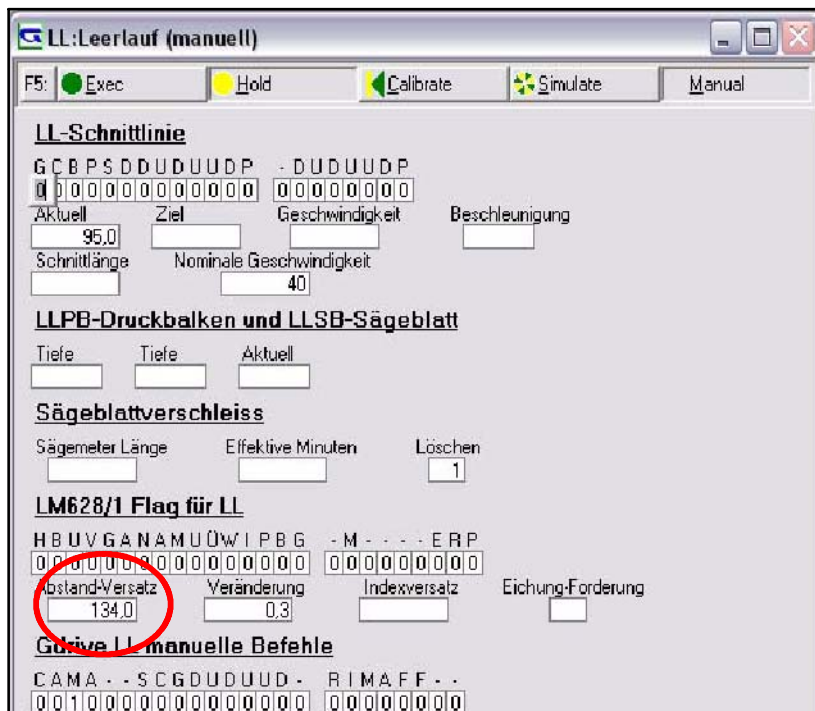 LL:Leerlauf (manuell)
F5: Exec Hold Calibrate Simulate Manual
LL-Schnittlinie
G C B P S D D U D U U D P - D U D U U D P
0 0 0 0 0 0 0 0 0 0 0 0 0 0 0 0 0 0 0 0
Aktuell Ziel Geschwindigkeit Beschleunigung
95,0
Schnittlänge Nominale Geschwindigkeit
40
LLPB-Druckbalken und LLSB-Sägeblatt
Tiefe Tiefe Aktuell
Sägeblattverschleiss
Sägemeter Länge Effektive Minuten Löschen
1
LM628/1 Flag für LL
H B U V G A N A M U Ü W I P B G - M - - - - E R P
0 0 0 0 0 0 0 0 0 0 0 0 0 0 0 0 0 0 0 0 0 0 0 0
Abstand-Versatz Veränderung Indexversatz Eichung-Forderung
134,0 0,3
Gdrive LL manuelle Befehle
C A M A - - S C G D U D U U D - R I M A F F - -
0 0 1 0 0 0 0 0 0 0 0 0 0 0 0 0 0 0 0 0 0 0 0 0